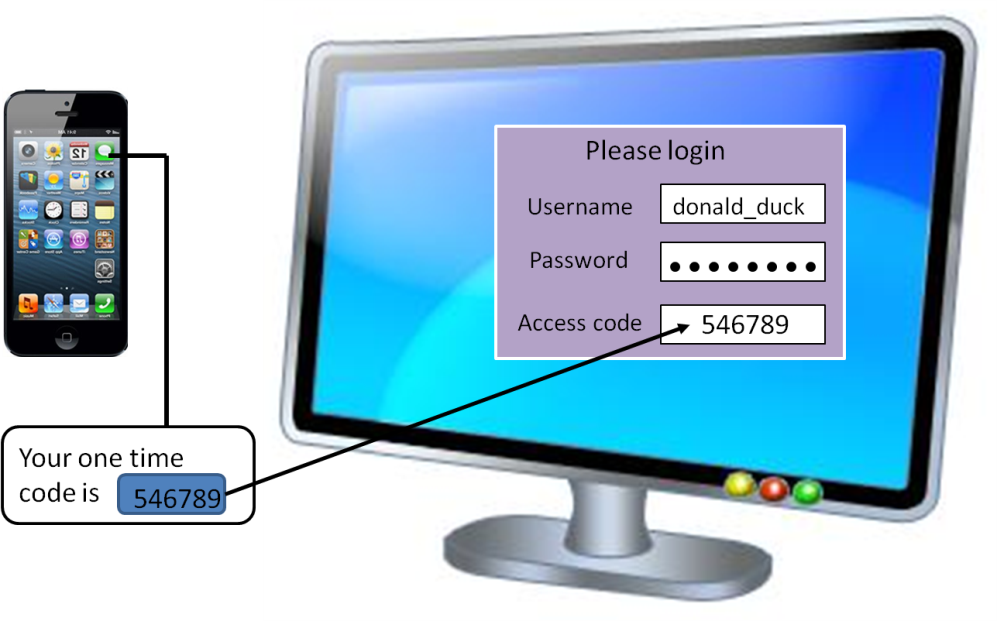 Please login
Username donald_duck
Password ●●●●●●●●
Access code 546789
Your one time
code is 546789